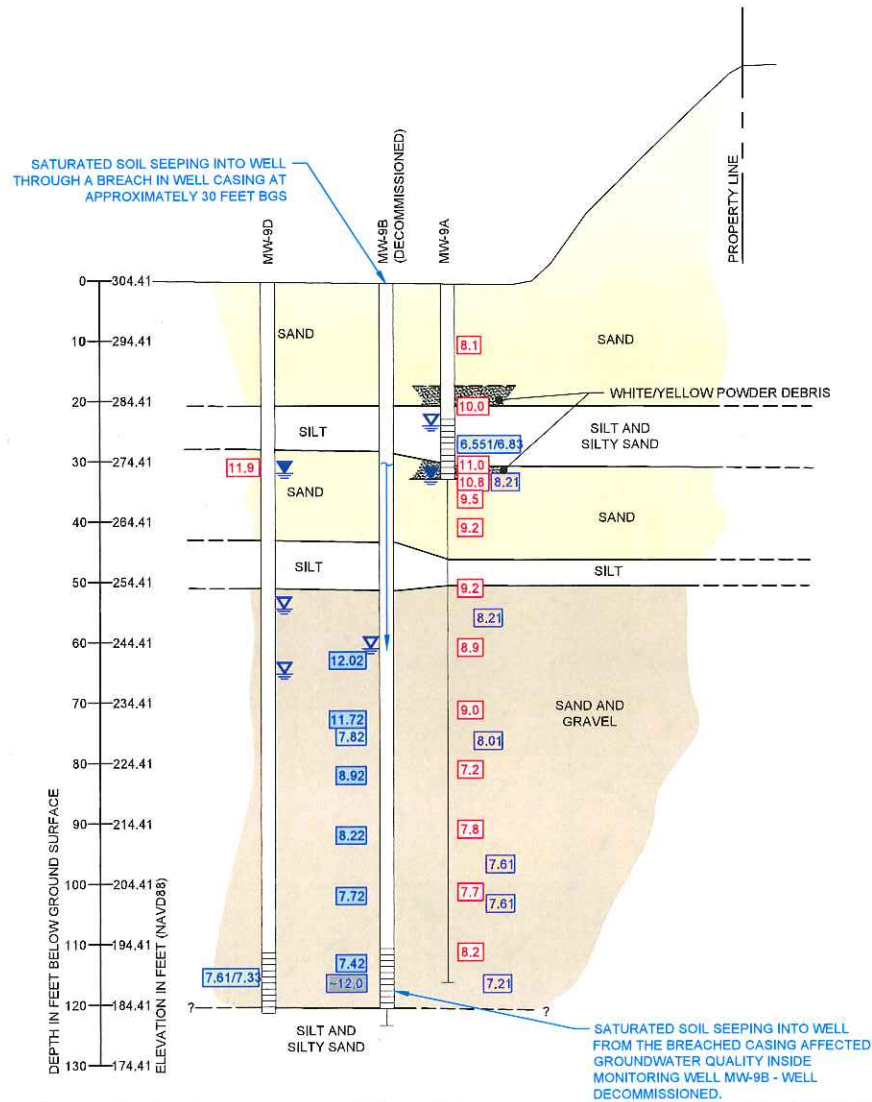 SATURATED SOIL SEEPING INTO WELL
THROUGH A BREACH IN WELL CASING AT
APPROXIMATELY 30 FEET BGS
MW-9D
MW-9B
(DECOMMISSIONED)
MW-9A
PROPERTY LINE
0 304.41
SAND
SAND
10 294.41
8.1
20 284.41
10.0
WHITE/YELLOW POWDER DEBRIS
SILT
SILT AND
SILTY SAND
6.551/6.83
30 274.41
11.9
11.0
10.8
8.21
SAND
9.5
SAND
40 264.41
9.2
SILT
SILT
50 254.41
9.2
8.21
60 244.41
12.02
8.9
70 234.41
11.72
9.0
SAND AND
GRAVEL
7.82
8.01
80 224.41
8.92
7.2
90 214.41
8.22
7.8
7.61
100 204.41
7.72
7.7
7.61
110 194.41
7.42
8.2
7.61/7.33
~12.0
7.21
120 184.41
?
?
SILT AND
SILTY SAND
130 174.41
DEPTH IN FEET BELOW GROUND SURFACE
ELEVATION IN FEET (NAVD88)
SATURATED SOIL SEEPING INTO WELL
FROM THE BREACHED CASING AFFECTED
GROUNDWATER QUALITY INSIDE
MONITORING WELL MW-9B - WELL
DECOMMISSIONED.